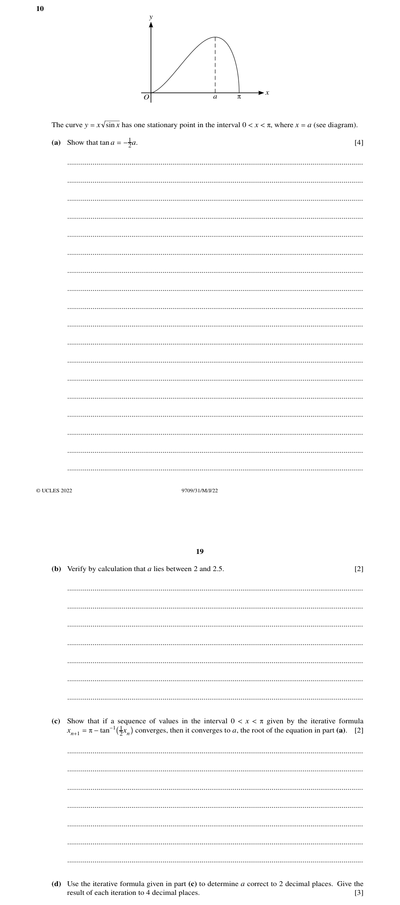 10
y
O
a
π
x
The curve y = x√sin x has one stationary point in the interval 0 < x < π, where x = a (see diagram).
(a) Show that tan a = −½a. [4]
© UCLES 2022 9709/31/M/J/22
19
(b) Verify by calculation that a lies between 2 and 2.5. [2]
(c) Show that if a sequence of values in the interval 0 < x < π given by the iterative formula
xₙ₊₁ = π − tan⁻¹(½xₙ) converges, then it converges to a, the root of the equation in part (a). [2]
(d) Use the iterative formula given in part (c) to determine a correct to 2 decimal places. Give the
result of each iteration to 4 decimal places. [3]